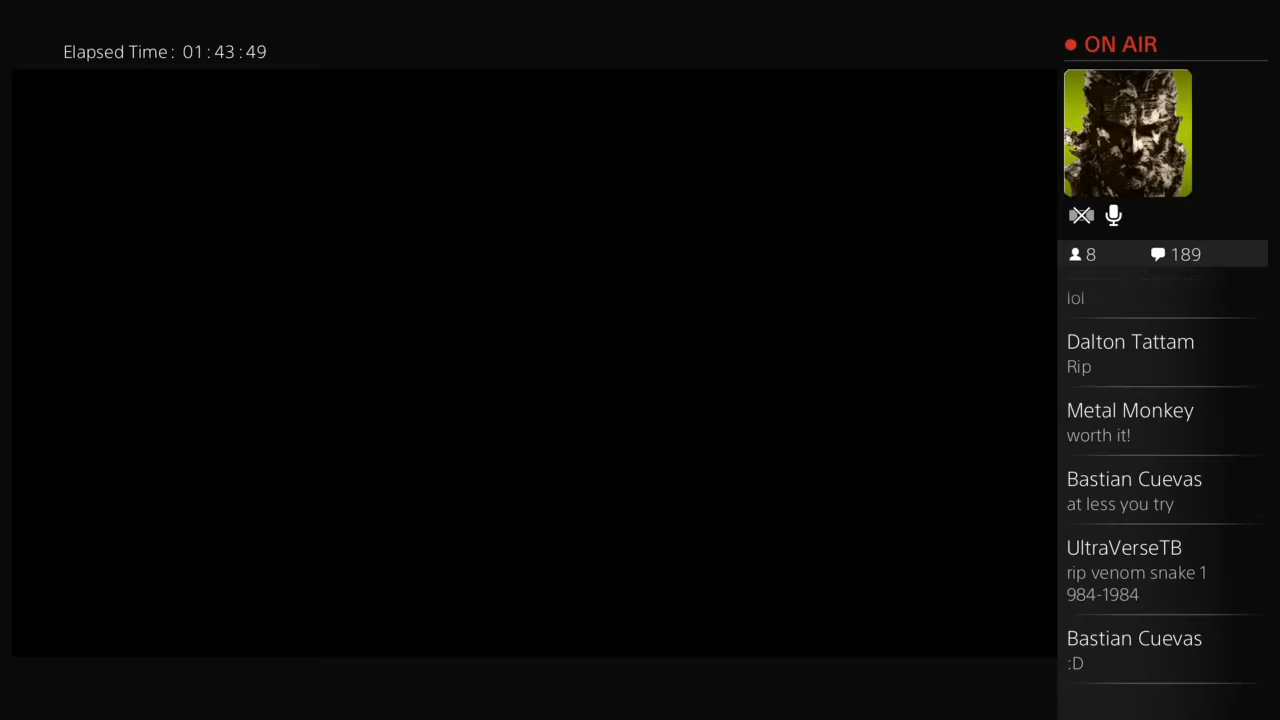 Elapsed Time: 01:43:49
ON AIR
8 189
lol
Dalton Tattam
Rip
Metal Monkey
worth it!
Bastian Cuevas
at less you try
UltraVerseTB
rip venom snake 1
984-1984
Bastian Cuevas
:D